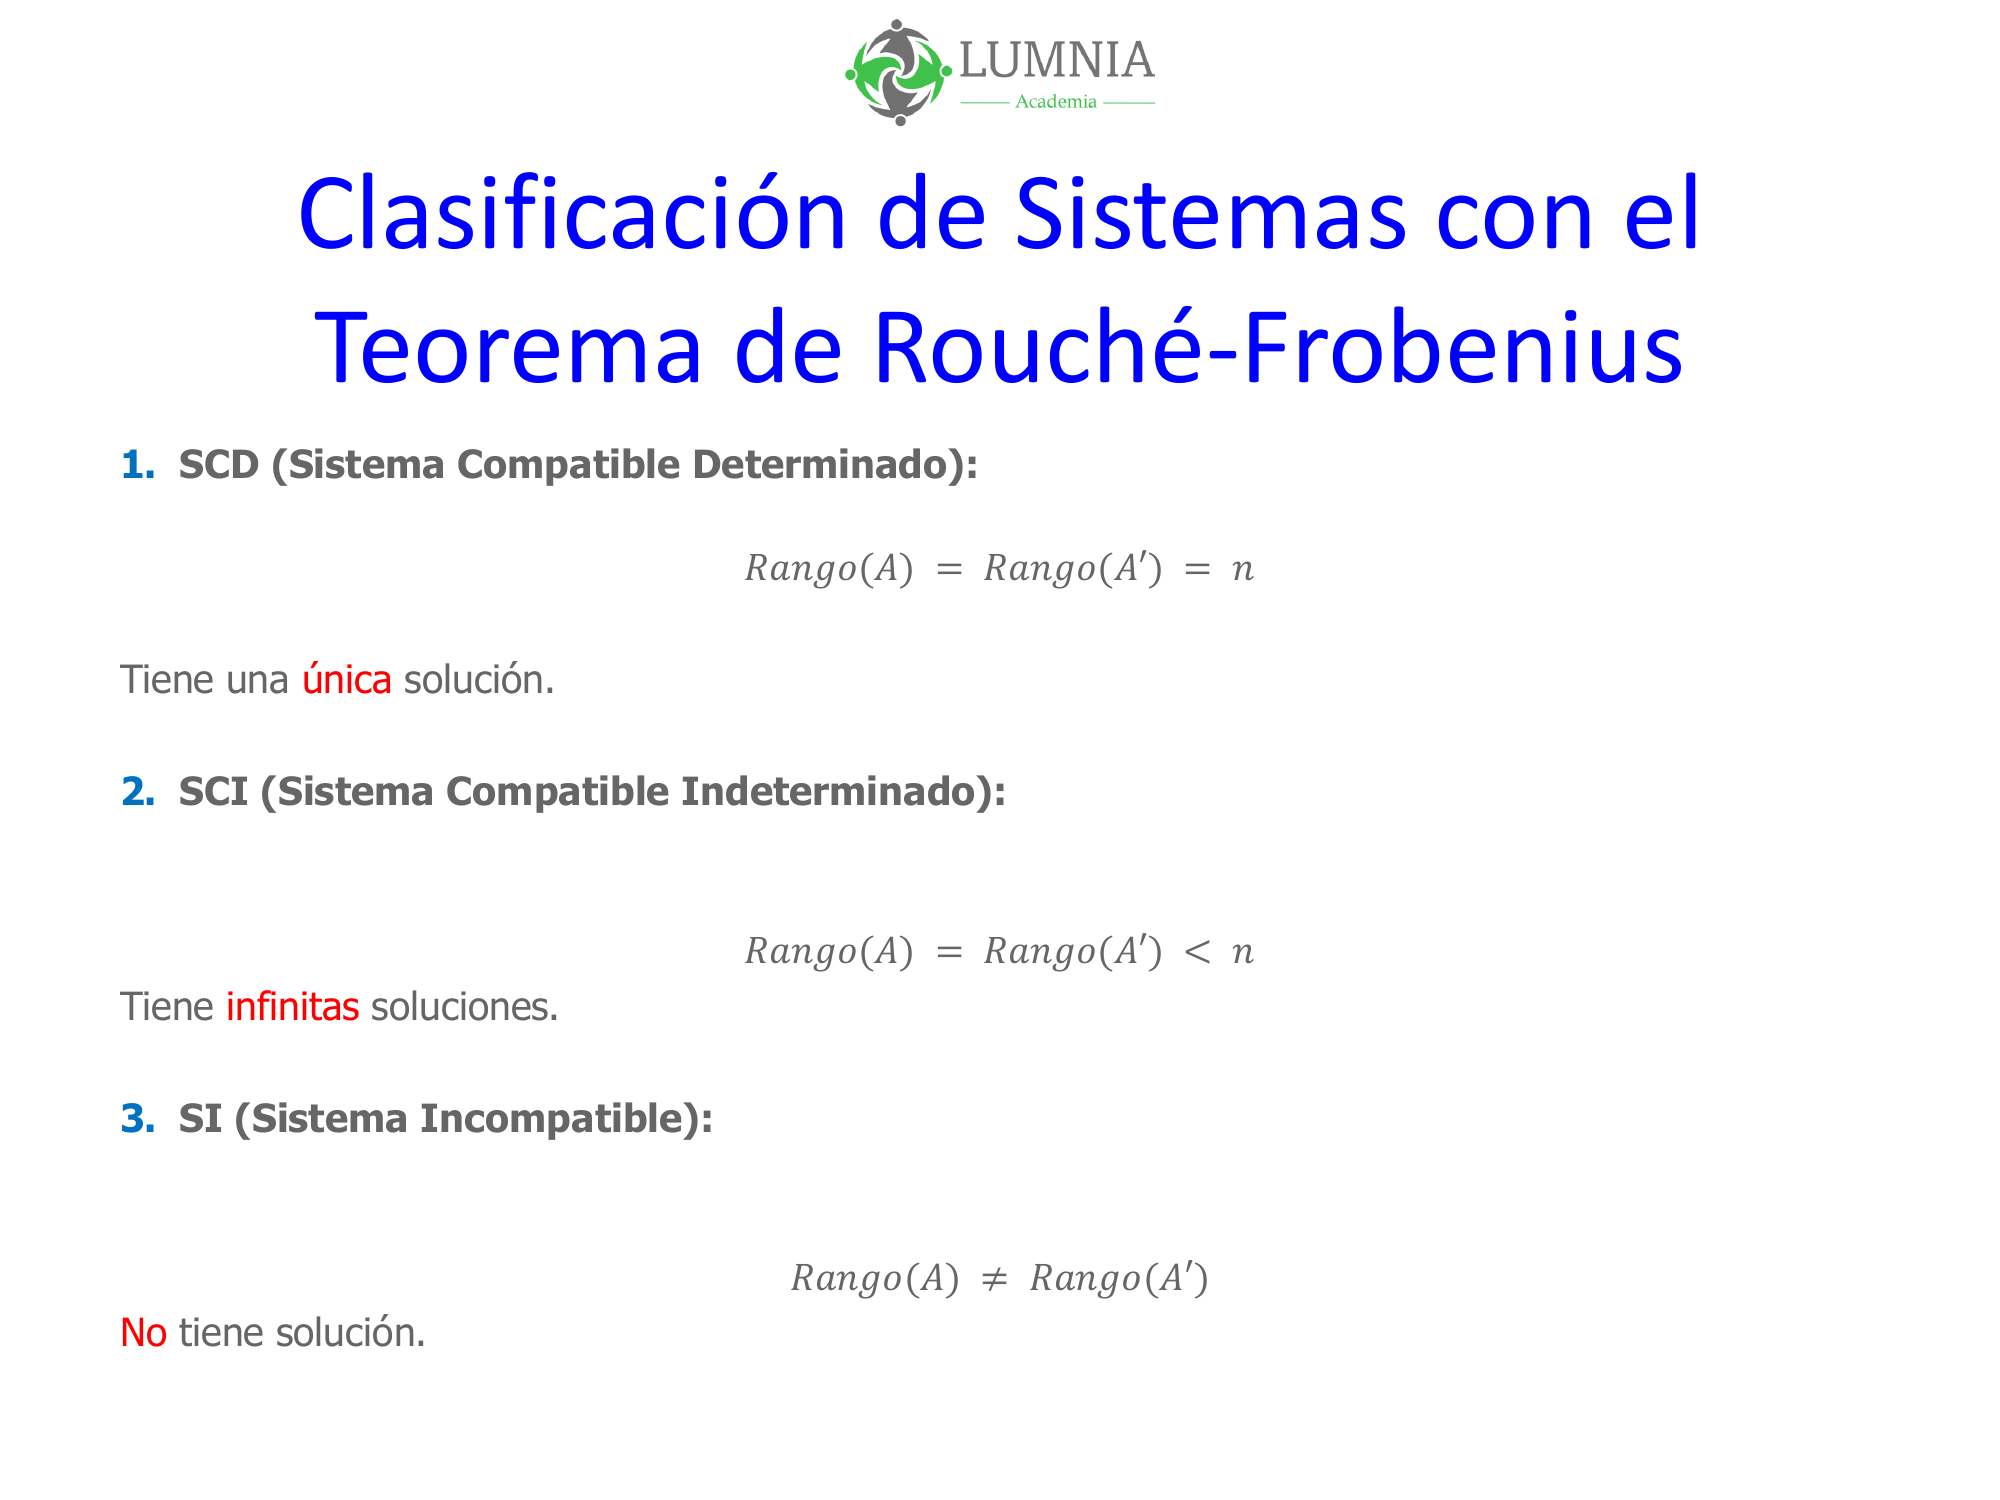 LUMNIA
Academia
Clasificación de Sistemas con el
Teorema de Rouché-Frobenius
1. SCD (Sistema Compatible Determinado):
Rango(A) = Rango(A′) = n
Tiene una única solución.
2. SCI (Sistema Compatible Indeterminado):
Rango(A) = Rango(A′) < n
Tiene infinitas soluciones.
3. SI (Sistema Incompatible):
Rango(A) ≠ Rango(A′)
No tiene solución.